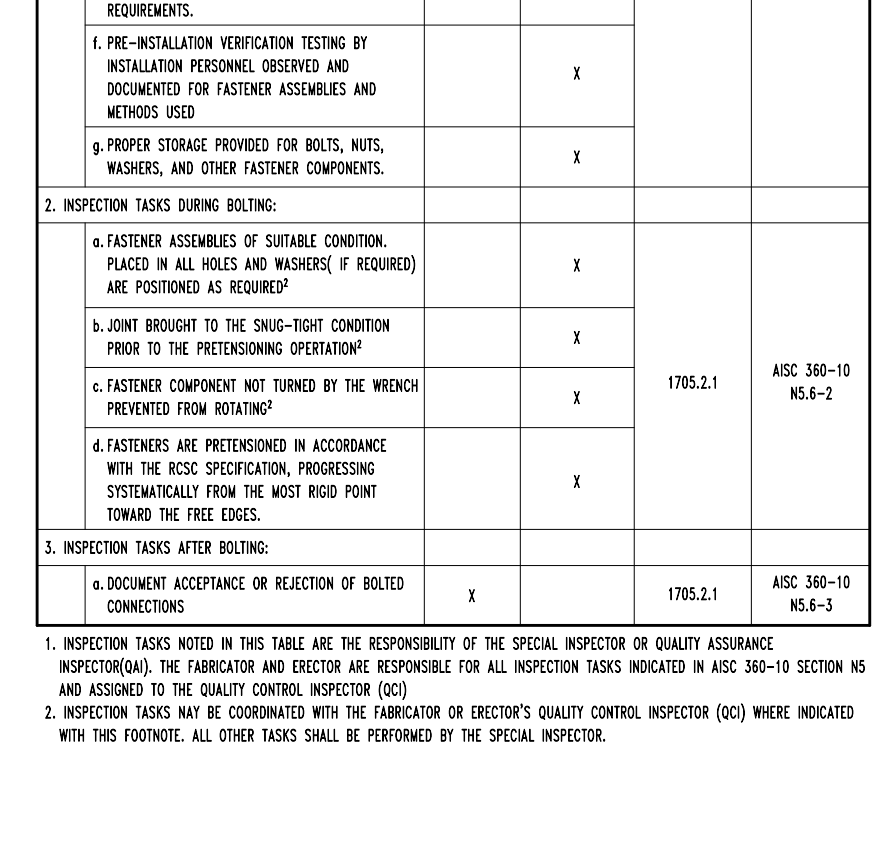 REQUIREMENTS.
f. PRE-INSTALLATION VERIFICATION TESTING BY
INSTALLATION PERSONNEL OBSERVED AND
DOCUMENTED FOR FASTENER ASSEMBLIES AND
METHODS USED
X
g. PROPER STORAGE PROVIDED FOR BOLTS, NUTS,
WASHERS, AND OTHER FASTENER COMPONENTS.
X
2. INSPECTION TASKS DURING BOLTING:
a. FASTENER ASSEMBLIES OF SUITABLE CONDITION.
PLACED IN ALL HOLES AND WASHERS( IF REQUIRED)
ARE POSITIONED AS REQUIRED²
X
b. JOINT BROUGHT TO THE SNUG-TIGHT CONDITION
PRIOR TO THE PRETENSIONING OPERTATION²
X
c. FASTENER COMPONENT NOT TURNED BY THE WRENCH
PREVENTED FROM ROTATING²
X
d. FASTENERS ARE PRETENSIONED IN ACCORDANCE
WITH THE RCSC SPECIFICATION, PROGRESSING
SYSTEMATICALLY FROM THE MOST RIGID POINT
TOWARD THE FREE EDGES.
X
1705.2.1
AISC 360-10
N5.6-2
3. INSPECTION TASKS AFTER BOLTING:
a. DOCUMENT ACCEPTANCE OR REJECTION OF BOLTED
CONNECTIONS
X
1705.2.1
AISC 360-10
N5.6-3
1. INSPECTION TASKS NOTED IN THIS TABLE ARE THE RESPONSIBILITY OF THE SPECIAL INSPECTOR OR QUALITY ASSURANCE
INSPECTOR(QAI). THE FABRICATOR AND ERECTOR ARE RESPONSIBLE FOR ALL INSPECTION TASKS INDICATED IN AISC 360-10 SECTION N5
AND ASSIGNED TO THE QUALITY CONTROL INSPECTOR (QCI)
2. INSPECTION TASKS NAY BE COORDINATED WITH THE FABRICATOR OR ERECTOR'S QUALITY CONTROL INSPECTOR (QCI) WHERE INDICATED
WITH THIS FOOTNOTE. ALL OTHER TASKS SHALL BE PERFORMED BY THE SPECIAL INSPECTOR.